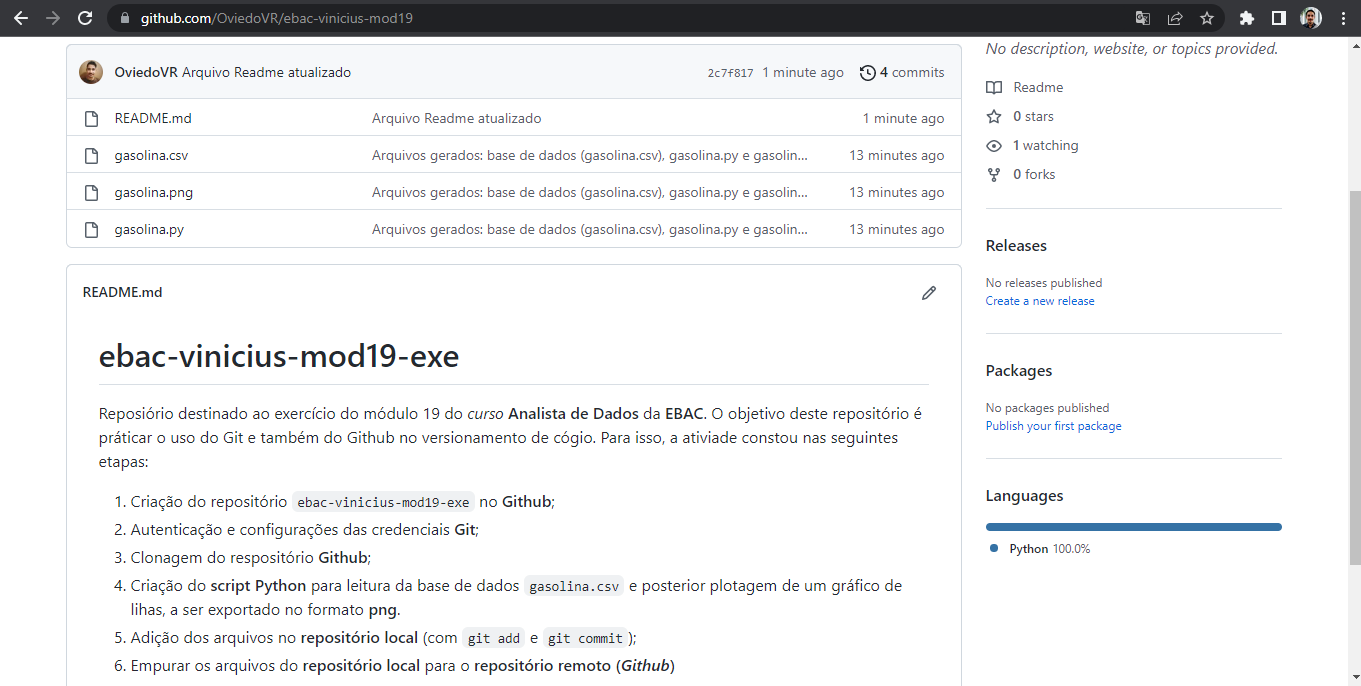 github.com/OviedoVR/ebac-vinicius-mod19
No description, website, or topics provided.
OviedoVR Arquivo Readme atualizado 2c7f817 1 minute ago 4 commits
README.md Arquivo Readme atualizado 1 minute ago
gasolina.csv Arquivos gerados: base de dados (gasolina.csv), gasolina.py e gasolin... 13 minutes ago
gasolina.png Arquivos gerados: base de dados (gasolina.csv), gasolina.py e gasolin... 13 minutes ago
gasolina.py Arquivos gerados: base de dados (gasolina.csv), gasolina.py e gasolin... 13 minutes ago
README.md
ebac-vinicius-mod19-exe
Reposiório destinado ao exercício do módulo 19 do curso Analista de Dados da EBAC. O objetivo deste repositório é
práticar o uso do Git e também do Github no versionamento de cógio. Para isso, a ativiade constou nas seguintes
etapas:
1. Criação do repositório ebac-vinicius-mod19-exe no Github;
2. Autenticação e configurações das credenciais Git;
3. Clonagem do respositório Github;
4. Criação do script Python para leitura da base de dados gasolina.csv e posterior plotagem de um gráfico de
lihas, a ser exportado no formato png.
5. Adição dos arquivos no repositório local (com git add e git commit);
6. Empurar os arquivos do repositório local para o repositório remoto (Github)
Readme
0 stars
1 watching
0 forks
Releases
No releases published
Create a new release
Packages
No packages published
Publish your first package
Languages
Python 100.0%